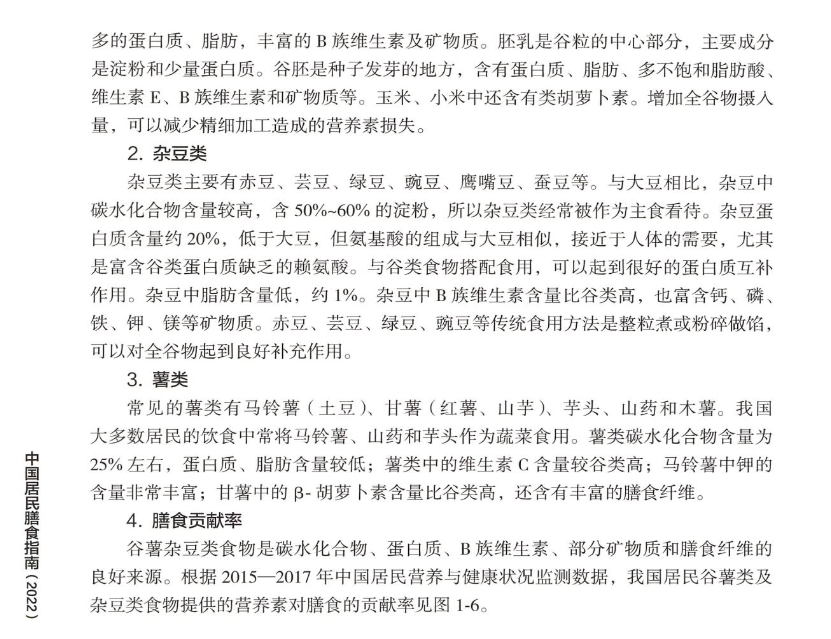 多的蛋白质、脂肪，丰富的 B 族维生素及矿物质。胚乳是谷粒的中心部分，主要成分
是淀粉和少量蛋白质。谷胚是种子发芽的地方，含有蛋白质、脂肪、多不饱和脂肪酸、
维生素 E、B 族维生素和矿物质等。玉米、小米中还含有类胡萝卜素。增加全谷物摄入
量，可以减少精细加工造成的营养素损失。
2. 杂豆类
杂豆类主要有赤豆、芸豆、绿豆、豌豆、鹰嘴豆、蚕豆等。与大豆相比，杂豆中
碳水化合物含量较高，含 50%~60% 的淀粉，所以杂豆类经常被作为主食看待。杂豆蛋
白质含量约 20%，低于大豆，但氨基酸的组成与大豆相似，接近于人体的需要，尤其
是富含谷类蛋白质缺乏的赖氨酸。与谷类食物搭配食用，可以起到很好的蛋白质互补
作用。杂豆中脂肪含量低，约 1%。杂豆中 B 族维生素含量比谷类高，也富含钙、磷、
铁、钾、镁等矿物质。赤豆、芸豆、绿豆、豌豆等传统食用方法是整粒煮或粉碎做馅，
可以对全谷物起到良好补充作用。
3. 薯类
常见的薯类有马铃薯（土豆）、甘薯（红薯、山芋）、芋头、山药和木薯。我国
大多数居民的饮食中常将马铃薯、山药和芋头作为蔬菜食用。薯类碳水化合物含量为
25% 左右，蛋白质、脂肪含量较低；薯类中的维生素 C 含量较谷类高；马铃薯中钾的
含量非常丰富；甘薯中的 β- 胡萝卜素含量比谷类高，还含有丰富的膳食纤维。
4. 膳食贡献率
谷薯杂豆类食物是碳水化合物、蛋白质、B 族维生素、部分矿物质和膳食纤维的
良好来源。根据 2015—2017 年中国居民营养与健康状况监测数据，我国居民谷薯类及
杂豆类食物提供的营养素对膳食的贡献率见图 1-6。
中国居民膳食指南（2022）